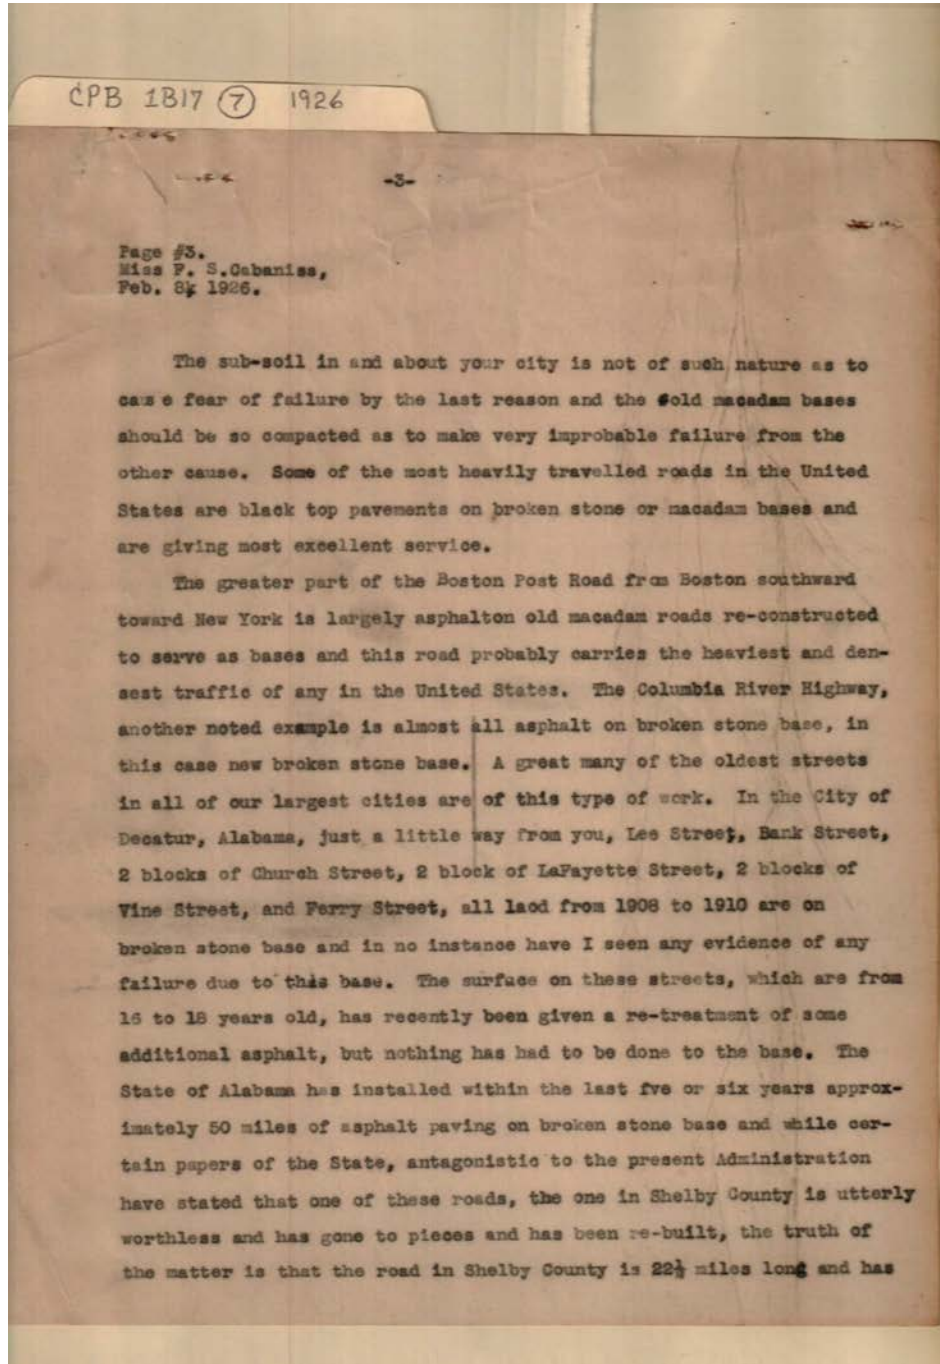 CPB 1B17 (7) 1926
-3-
Page #3.
Miss F. S.Cabaniss,
Feb. 8, 1926.
The sub-soil in and about your city is not of such nature as to
cause fear of failure by the last reason and the old macadam bases
should be so compacted as to make very improbable failure from the
other cause. Some of the most heavily travelled roads in the United
States are black top pavements on broken stone or macadam bases and
are giving most excellent service.
The greater part of the Boston Post Road from Boston southward
toward New York is largely asphalton old macadam roads re-constructed
to serve as bases and this road probably carries the heaviest and den-
sest traffic of any in the United States. The Columbia River Highway,
another noted example is almost all asphalt on broken stone base, in
this case new broken stone base. A great many of the oldest streets
in all of our largest cities are of this type of work. In the City of
Decatur, Alabama, just a little way from you, Lee Street, Bank Street,
2 blocks of Church Street, 2 block of LaFayette Street, 2 blocks of
Vine Street, and Ferry Street, all laod from 1908 to 1910 are on
broken stone base and in no instance have I seen any evidence of any
failure due to this base. The surface on these streets, which are from
16 to 18 years old, has recently been given a re-treatment of some
additional asphalt, but nothing has had to be done to the base. The
State of Alabama has installed within the last fve or six years approx-
imately 50 miles of asphalt paving on broken stone base and while cer-
tain papers of the State, antagonistic to the present Administration
have stated that one of these roads, the one in Shelby County is utterly
worthless and has gone to pieces and has been re-built, the truth of
the matter is that the road in Shelby County is 22½ miles long and has